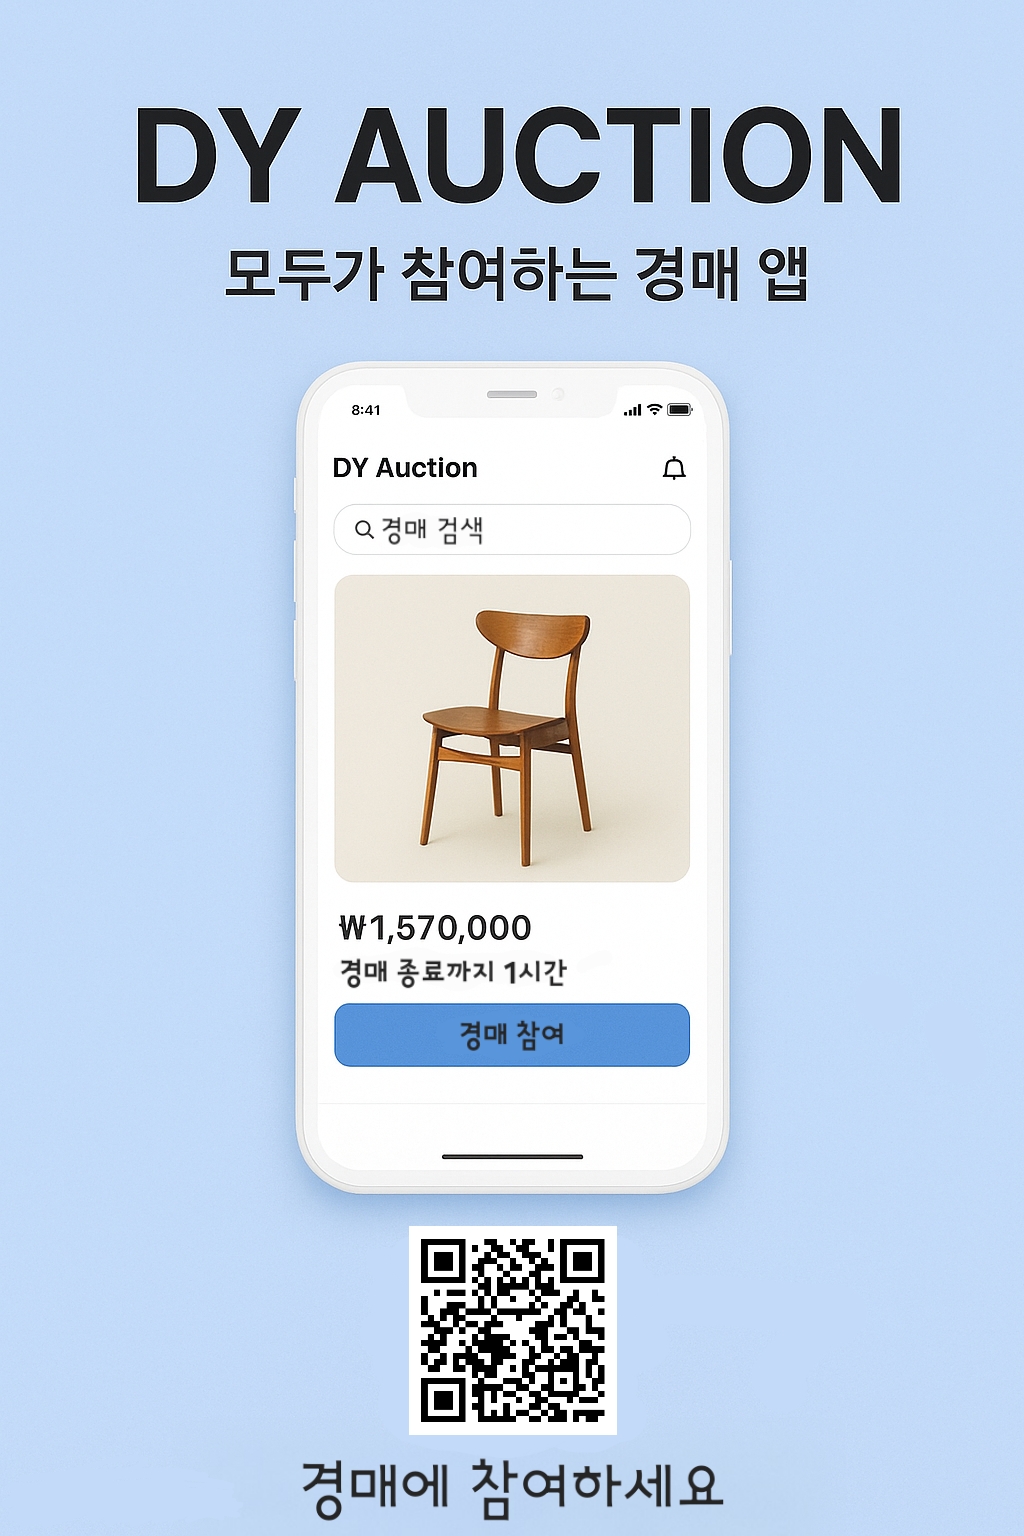 DY AUCTION
모두가 참여하는 경매 앱
8:41
DY Auction
경매 검색
₩1,570,000
경매 종료까지 1시간
경매 참여
경매에 참여하세요